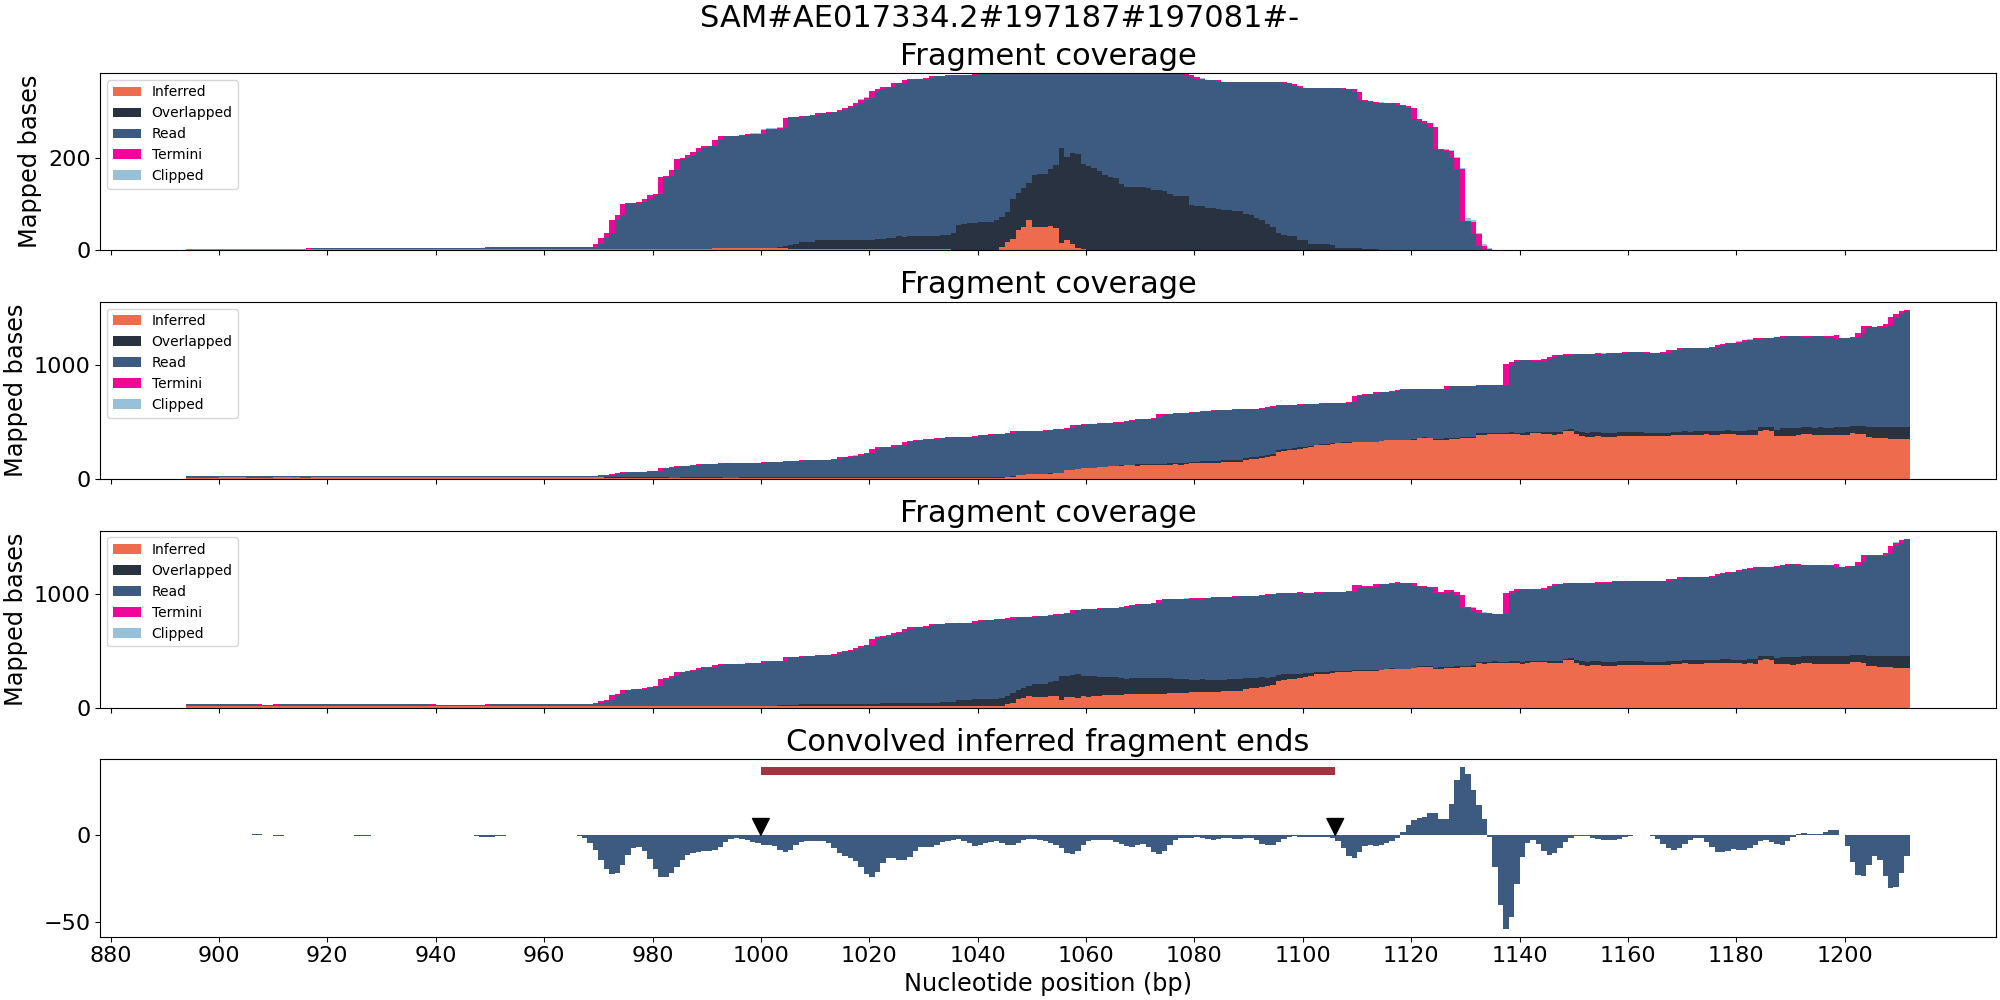 SAM#AE017334.2#197187#197081#-
Fragment coverage
Mapped bases
200
0
Inferred
Overlapped
Read
Termini
Clipped
Fragment coverage
Mapped bases
1000
0
Inferred
Overlapped
Read
Termini
Clipped
Fragment coverage
Mapped bases
1000
0
Inferred
Overlapped
Read
Termini
Clipped
Convolved inferred fragment ends
0
−50
880 900 920 940 960 980 1000 1020 1040 1060 1080 1100 1120 1140 1160 1180 1200
Nucleotide position (bp)